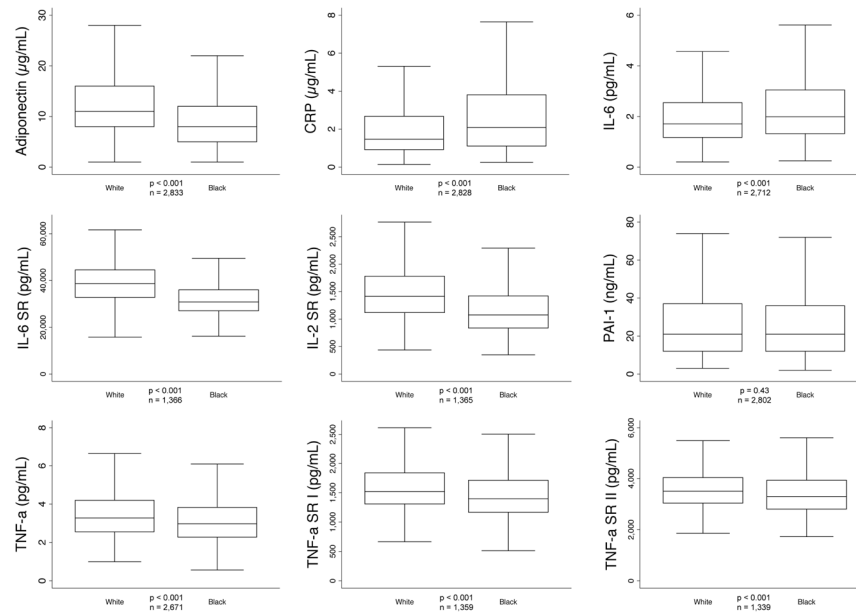 Adiponectin (µg/mL)
30
20
10
0
White
Black
p < 0.001
n = 2,833
CRP (µg/mL)
8
6
4
2
0
White
Black
p < 0.001
n = 2,828
IL-6 (pg/mL)
6
4
2
0
White
Black
p < 0.001
n = 2,712
IL-6 SR (pg/mL)
60,000
40,000
20,000
0
White
Black
p < 0.001
n = 1,366
IL-2 SR (pg/mL)
2,500
2,000
1,500
1,000
500
0
White
Black
p < 0.001
n = 1,365
PAI-1 (ng/mL)
80
60
40
20
0
White
Black
p = 0.43
n = 2,802
TNF-a (pg/mL)
8
6
4
2
0
White
Black
p < 0.001
n = 2,671
TNF-a SR I (pg/mL)
2,500
2,000
1,500
1,000
500
0
White
Black
p < 0.001
n = 1,359
TNF-a SR II (pg/mL)
6,000
4,000
2,000
0
White
Black
p < 0.001
n = 1,339